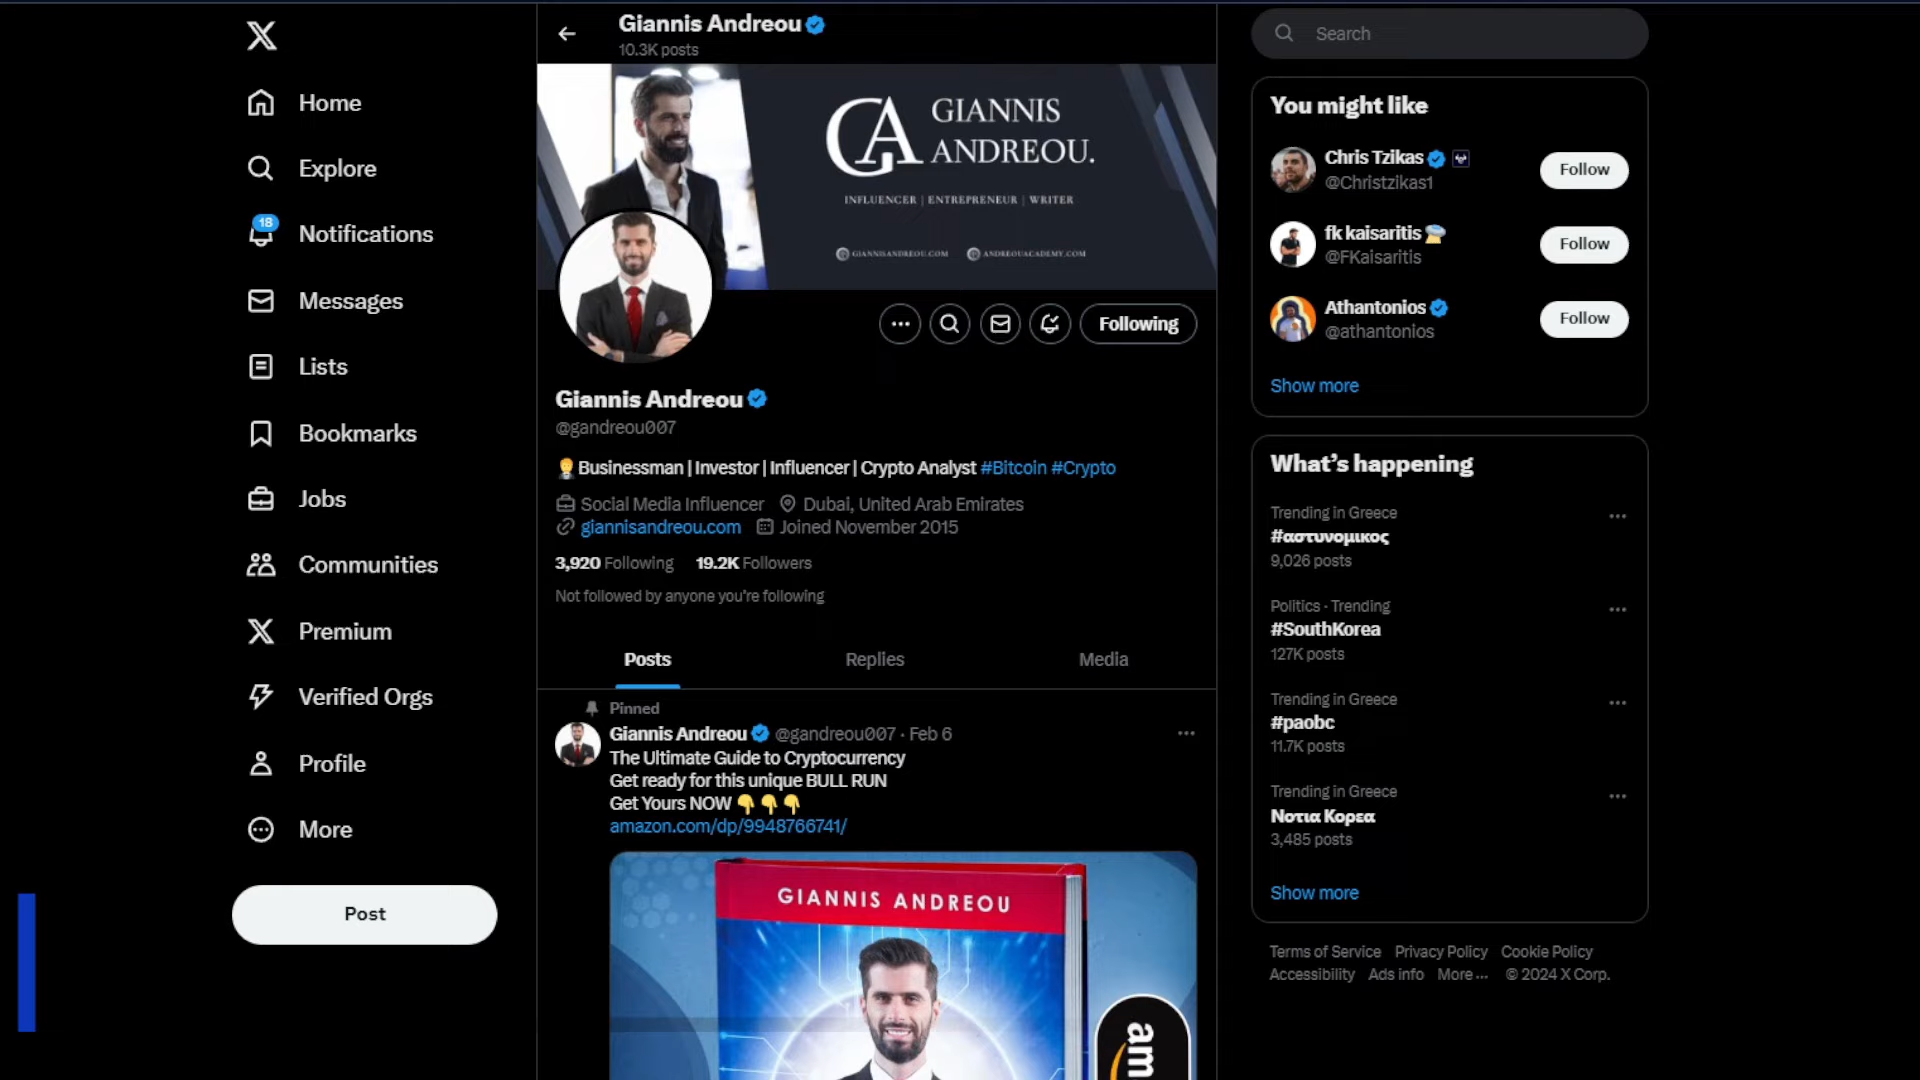 Home
Explore
18
Notifications
Messages
Lists
Bookmarks
Jobs
Communities
Premium
Verified Orgs
Profile
More
Post
Giannis Andreou
10.3K posts
GA GIANNIS
ANDREOU.
INFLUENCER | ENTREPRENEUR | WRITER
GIANNISANDREOU.COM ANDREOUACADEMY.COM
Following
Giannis Andreou
@gandreou007
Businessman | Investor | Influencer | Crypto Analyst #Bitcoin #Crypto
Social Media Influencer Dubai, United Arab Emirates
giannisandreou.com Joined November 2015
3,920 Following 19.2K Followers
Not followed by anyone you're following
Posts Replies Media
Pinned
Giannis Andreou @gandreou007 · Feb 6
The Ultimate Guide to Cryptocurrency
Get ready for this unique BULL RUN
Get Yours NOW 👇👇👇
amazon.com/dp/9948766741/
GIANNIS ANDREOU
am
Search
You might like
Chris Tzikas
@Christzikas1
Follow
fk kaisaritis
@FKaisaritis
Follow
Athantonios
@athantonios
Follow
Show more
What's happening
Trending in Greece
#αστυνομικος
9,026 posts
Politics · Trending
#SouthKorea
127K posts
Trending in Greece
#paobc
11.7K posts
Trending in Greece
Νοτια Κορεα
3,485 posts
Show more
Terms of Service Privacy Policy Cookie Policy
Accessibility Ads info More ... © 2024 X Corp.